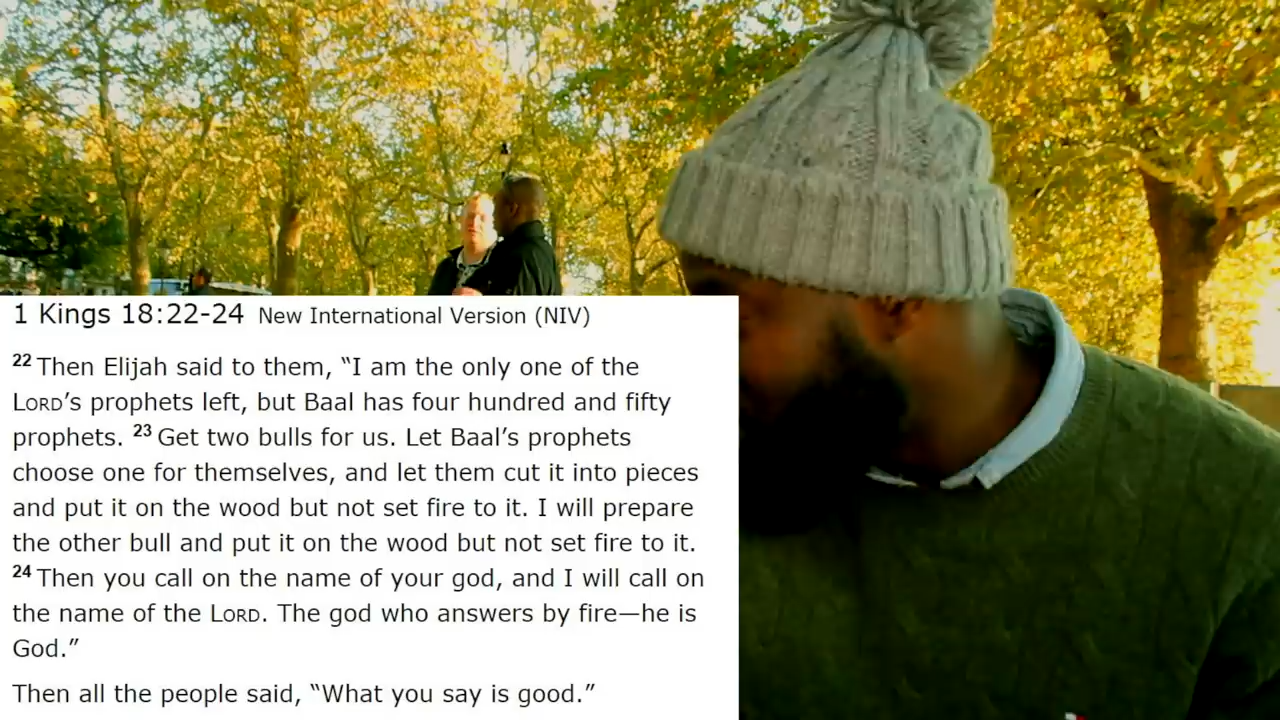 1 Kings 18:22-24 New International Version (NIV)
22 Then Elijah said to them, “I am the only one of the
LORD’s prophets left, but Baal has four hundred and fifty
prophets. 23 Get two bulls for us. Let Baal’s prophets
choose one for themselves, and let them cut it into pieces
and put it on the wood but not set fire to it. I will prepare
the other bull and put it on the wood but not set fire to it.
24 Then you call on the name of your god, and I will call on
the name of the LORD. The god who answers by fire—he is
God.”
Then all the people said, “What you say is good.”